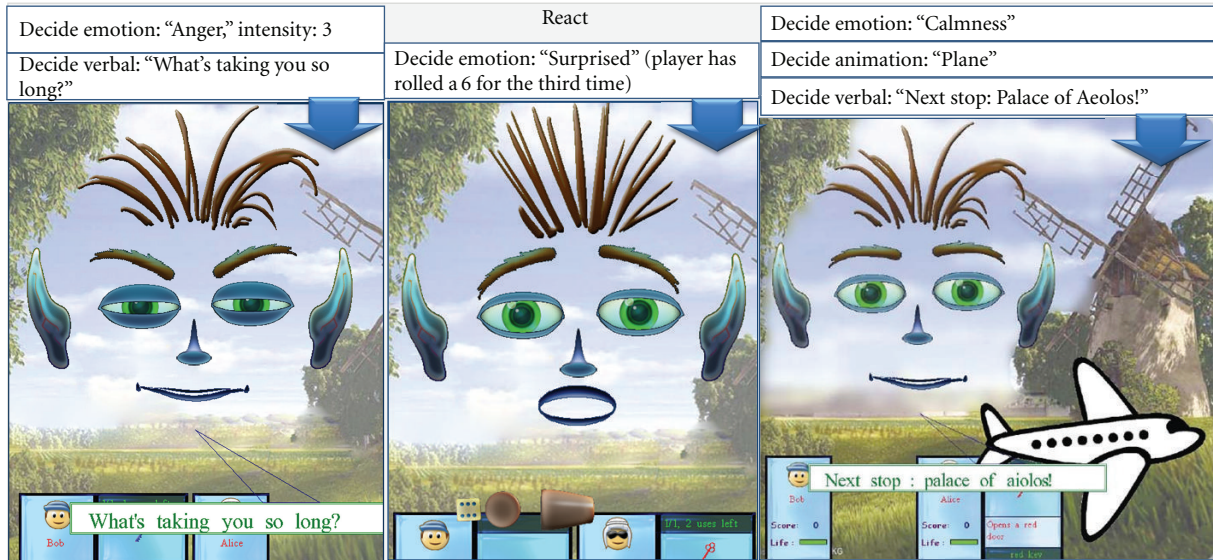 Decide emotion: “Anger,” intensity: 3
Decide verbal: “What’s taking you so
long?”
React
Decide emotion: “Surprised” (player has
rolled a 6 for the third time)
Decide emotion: “Calmness”
Decide animation: “Plane”
Decide verbal: “Next stop: Palace of Aeolos!”
What's taking you so long?
Bob
Alice
1/1, 2 uses left
Next stop : palace of aiolos!
Bob
Score: 0
Life :
KG
Alice
Score: 0
Life :
Opens a red
door
red key